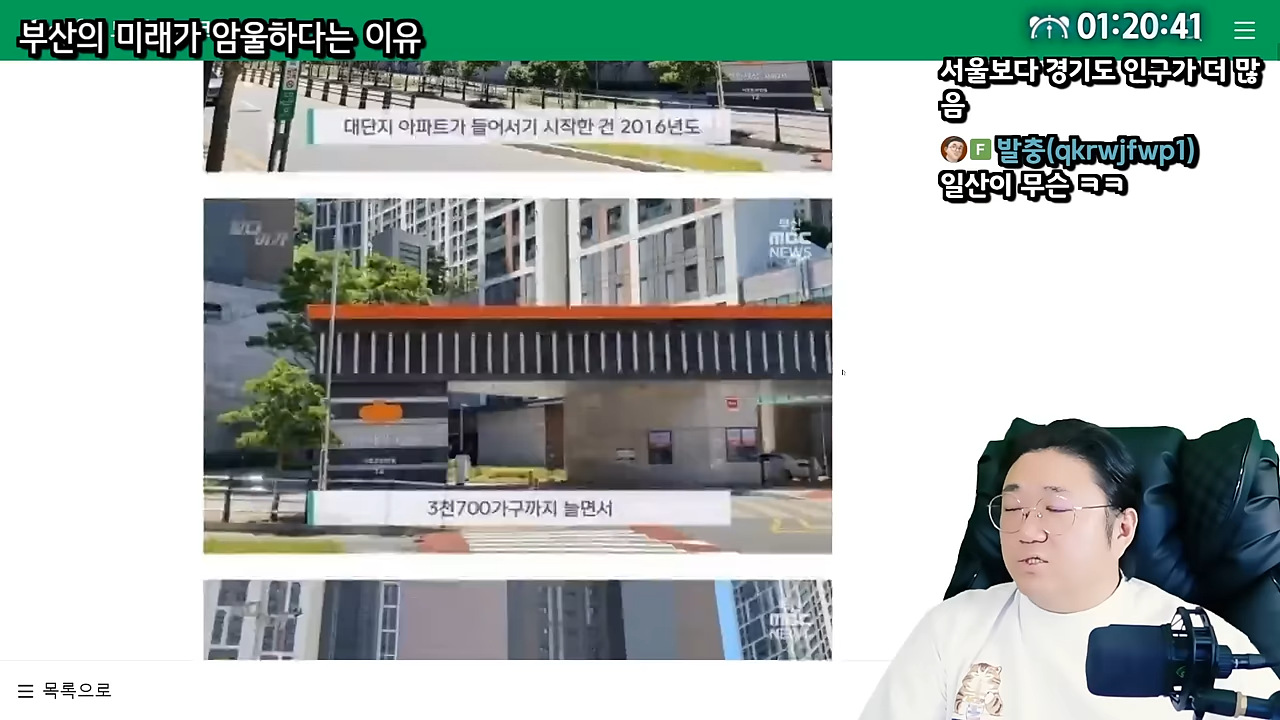 부산의 미래가 암울하다는 이유
01:20:41
서울보다 경기도 인구가 더 많
음
F 발충(qkrwjfwp1)
일산이 무슨 ㅋㅋ
대단지 아파트가 들어서기 시작한 건 2016년도
부산
MBC
NEWS
3천700가구까지 늘면서
MBC
NEWS
목록으로